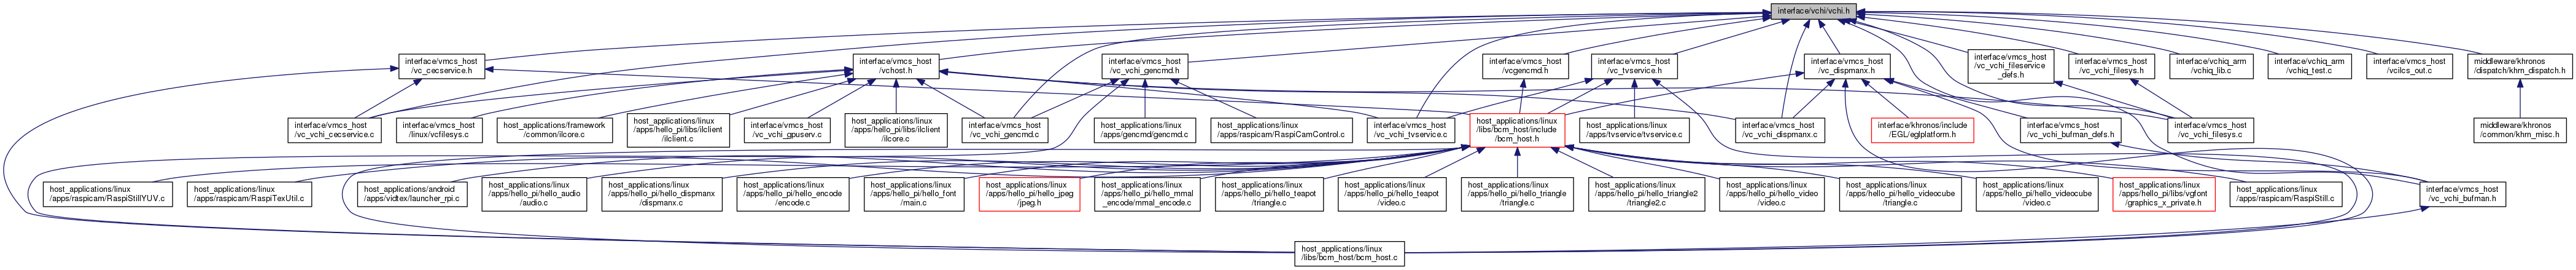 interface/vchi/vchi.h
interface/vmcs_host
/vc_cecservice.h
interface/vmcs_host
/vchost.h
interface/vmcs_host
/vc_vchi_gencmd.h
interface/vmcs_host
/vcgencmd.h
interface/vmcs_host
/vc_tvservice.h
interface/vmcs_host
/vc_dispmanx.h
interface/vmcs_host
/vc_vchi_fileservice
_defs.h
interface/vmcs_host
/vc_vchi_filesys.h
interface/vchiq_arm
/vchiq_lib.c
interface/vchiq_arm
/vchiq_test.c
interface/vmcs_host
/vcilcs_out.c
middleware/khronos
/dispatch/khrn_dispatch.h
interface/vmcs_host
/vc_vchi_cecservice.c
interface/vmcs_host
/linux/vcfilesys.c
host_applications/framework
/common/ilcore.c
host_applications/linux
/apps/hello_pi/libs/ilclient
/ilclient.c
interface/vmcs_host
/vc_vchi_gpuserv.c
host_applications/linux
/apps/hello_pi/libs/ilclient
/ilcore.c
interface/vmcs_host
/vc_vchi_gencmd.c
host_applications/linux
/apps/gencmd/gencmd.c
host_applications/linux
/apps/raspicam/RaspiCamControl.c
interface/vmcs_host
/vc_vchi_tvservice.c
host_applications/linux
/libs/bcm_host/include
/bcm_host.h
host_applications/linux
/apps/tvservice/tvservice.c
interface/vmcs_host
/vc_vchi_dispmanx.c
interface/khronos/include
/EGL/eglplatform.h
interface/vmcs_host
/vc_vchi_bufman_defs.h
interface/vmcs_host
/vc_vchi_filesys.c
middleware/khronos
/common/khrn_misc.h
host_applications/linux
/apps/raspicam/RaspiStillYUV.c
host_applications/linux
/apps/raspicam/RaspiTexUtil.c
host_applications/android
/apps/vidtex/launcher_rpi.c
host_applications/linux
/apps/hello_pi/hello_audio
/audio.c
host_applications/linux
/apps/hello_pi/hello_dispmanx
/dispmanx.c
host_applications/linux
/apps/hello_pi/hello_encode
/encode.c
host_applications/linux
/apps/hello_pi/hello_font
/main.c
host_applications/linux
/apps/hello_pi/hello_jpeg
/jpeg.h
host_applications/linux
/apps/hello_pi/hello_mmal
_encode/mmal_encode.c
host_applications/linux
/apps/hello_pi/hello_teapot
/triangle.c
host_applications/linux
/apps/hello_pi/hello_teapot
/video.c
host_applications/linux
/apps/hello_pi/hello_triangle
/triangle.c
host_applications/linux
/apps/hello_pi/hello_triangle2
/triangle2.c
host_applications/linux
/apps/hello_pi/hello_video
/video.c
host_applications/linux
/apps/hello_pi/hello_videocube
/triangle.c
host_applications/linux
/apps/hello_pi/hello_videocube
/video.c
host_applications/linux
/apps/hello_pi/libs/vgfont
/graphics_x_private.h
host_applications/linux
/apps/raspicam/RaspiStill.c
interface/vmcs_host
/vc_vchi_bufman.h
host_applications/linux
/libs/bcm_host/bcm_host.c